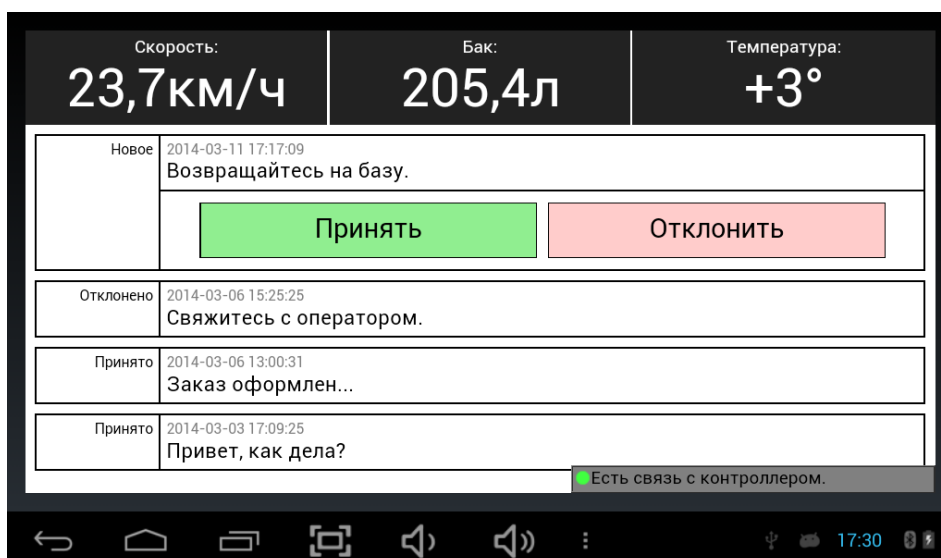 Скорость:
23,7км/ч
Бак:
205,4л
Температура:
+3°
Новое
2014-03-11 17:17:09
Возвращайтесь на базу.
Принять
Отклонить
Отклонено
2014-03-06 15:25:25
Свяжитесь с оператором.
Принято
2014-03-06 13:00:31
Заказ оформлен...
Принято
2014-03-03 17:09:25
Привет, как дела?
Есть связь с контроллером.
17:30